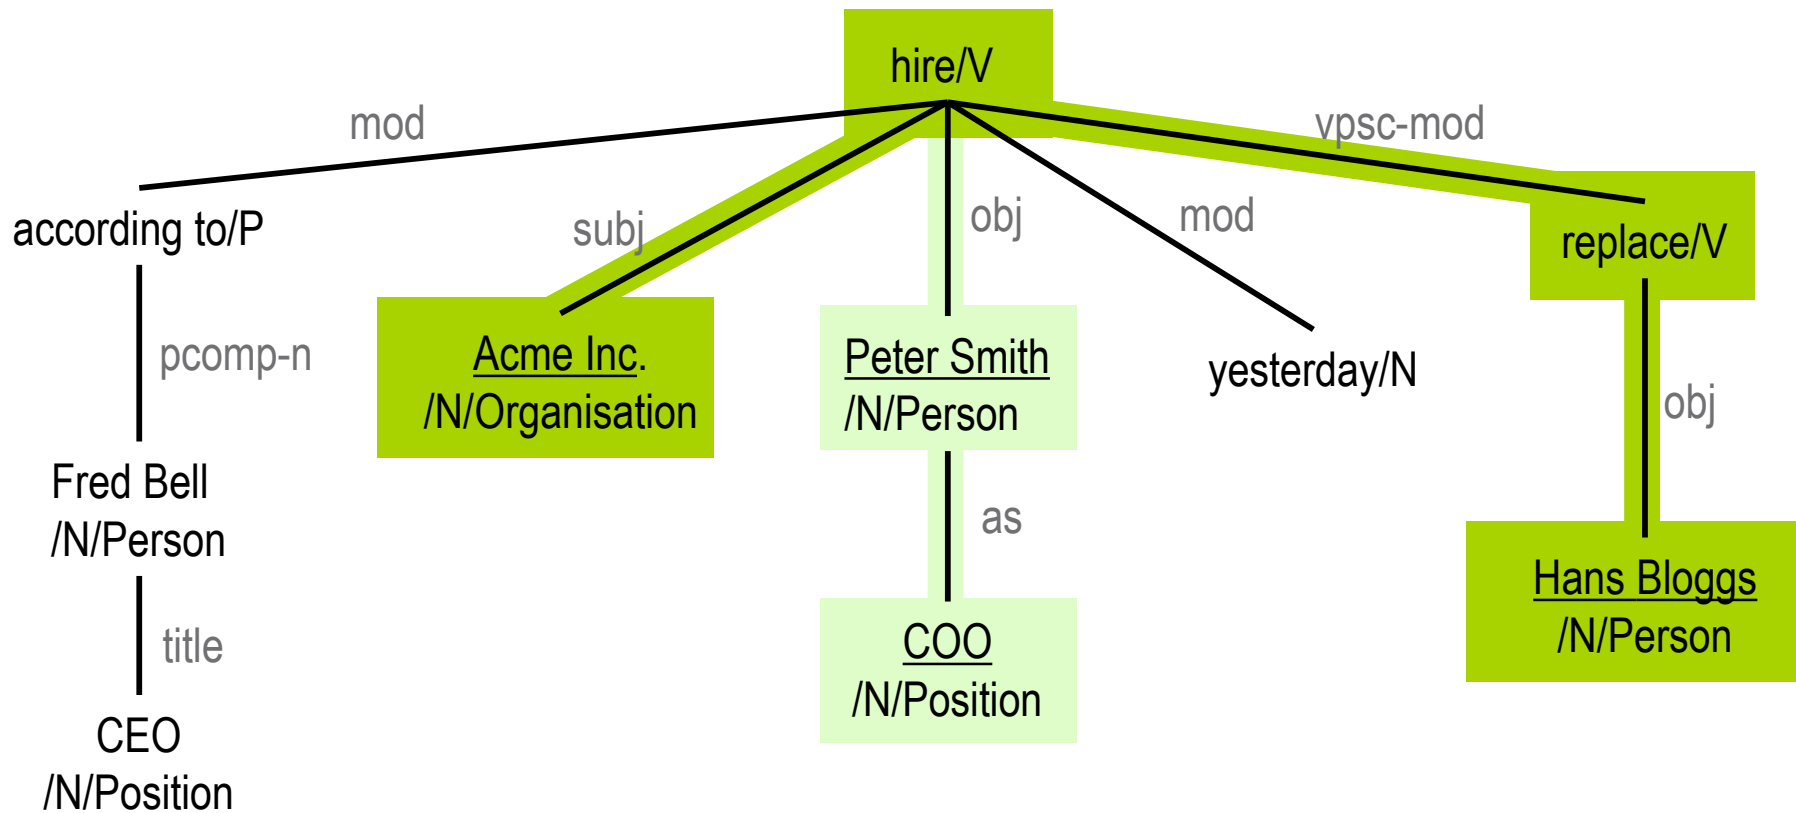 hire/V
mod
vpsc-mod
according to/P
subj
obj
mod
replace/V
pcomp-n
Acme Inc.
/N/Organisation
Peter Smith
/N/Person
yesterday/N
obj
Fred Bell
/N/Person
as
Hans Bloggs
/N/Person
title
COO
/N/Position
CEO
/N/Position